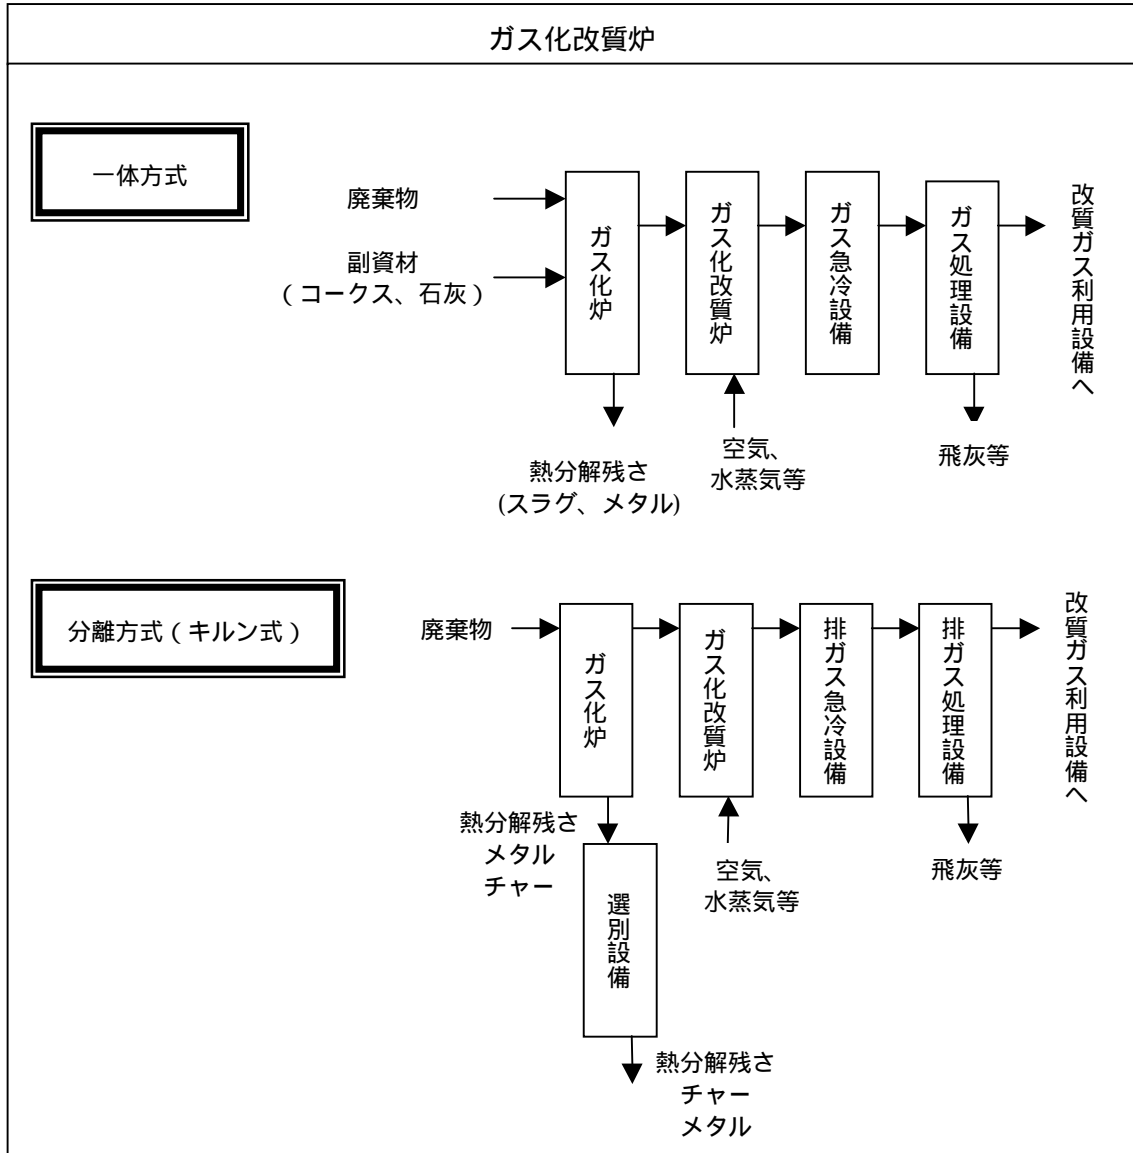 ガス化改質炉
一体方式
廃棄物
副資材
（コークス、石灰）
ガス化炉
ガス化改質炉
ガス急冷設備
ガス処理設備
改質ガス利用設備へ
熱分解残さ
(スラグ、メタル)
空気、
水蒸気等
飛灰等
分離方式（キルン式）
廃棄物
ガス化炉
ガス化改質炉
排ガス急冷設備
排ガス処理設備
改質ガス利用設備へ
熱分解残さ
メタル
チャー
空気、
水蒸気等
飛灰等
選別設備
熱分解残さ
チャー
メタル